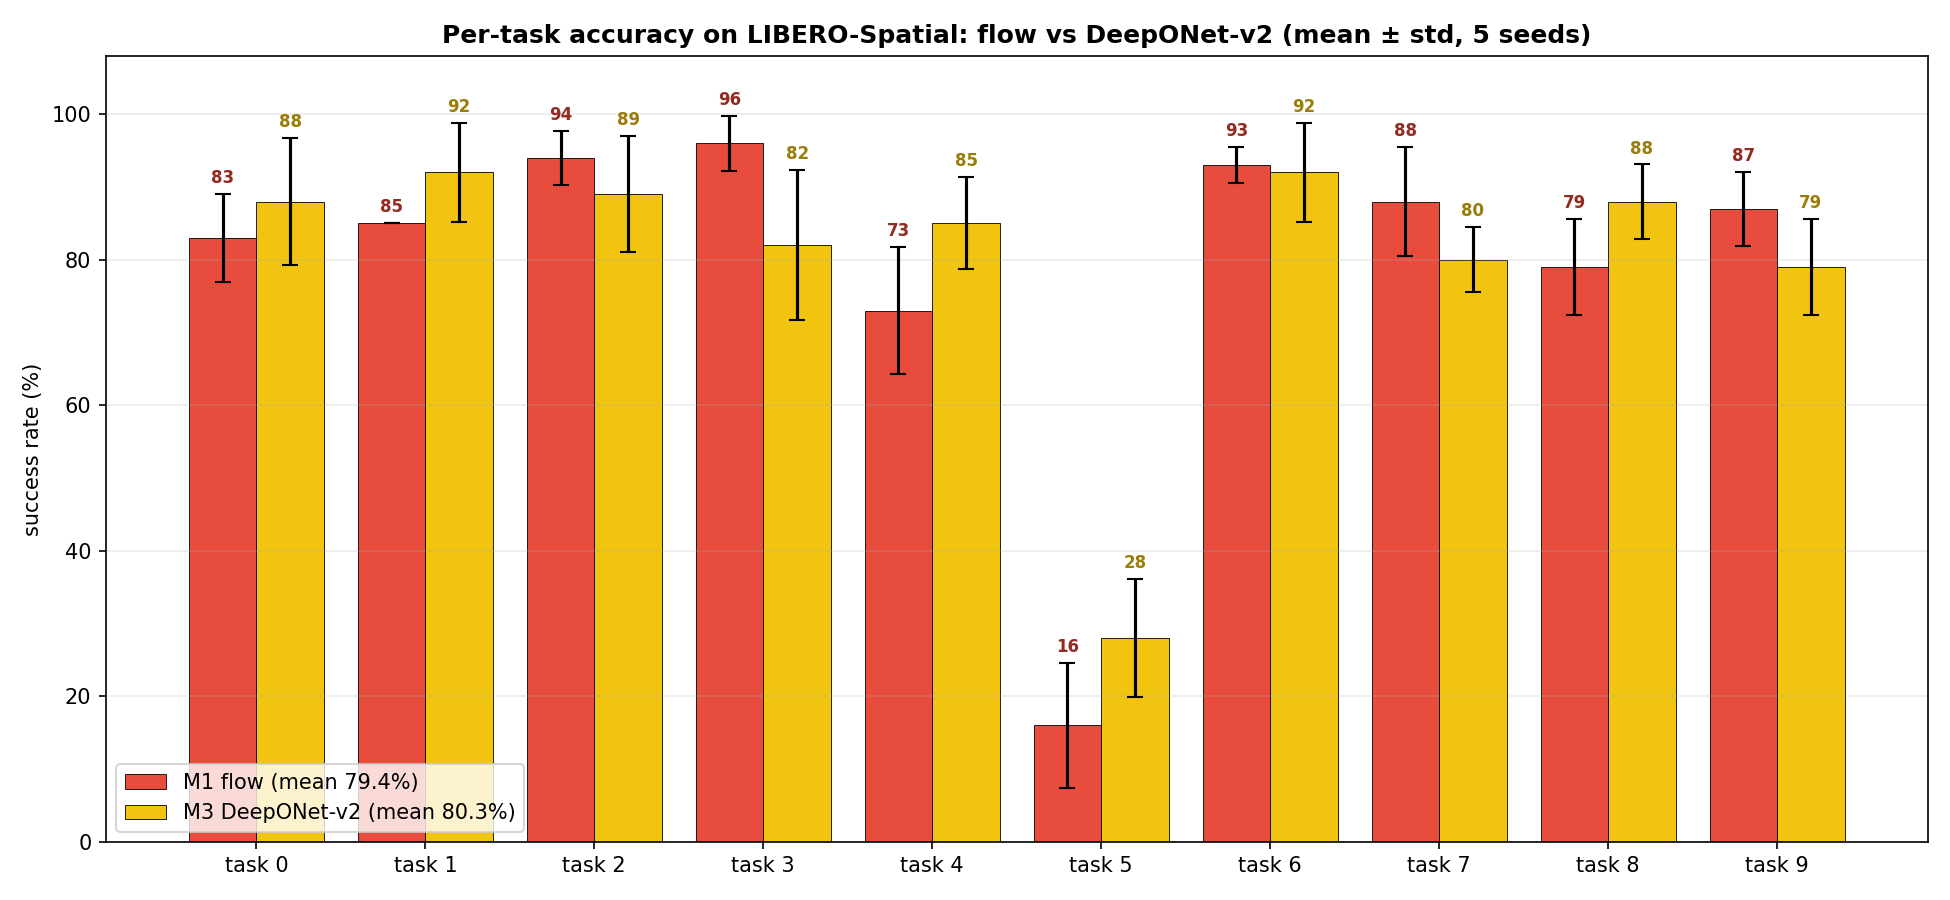 Per-task accuracy on LIBERO-Spatial: flow vs DeepONet-v2 (mean ± std, 5 seeds)
success rate (%)
100
80
60
40
20
0
83
88
85
92
94
89
96
82
73
85
16
28
93
92
88
80
79
88
87
79
M1 flow (mean 79.4%)
M3 DeepONet-v2 (mean 80.3%)
task 0
task 1
task 2
task 3
task 4
task 5
task 6
task 7
task 8
task 9